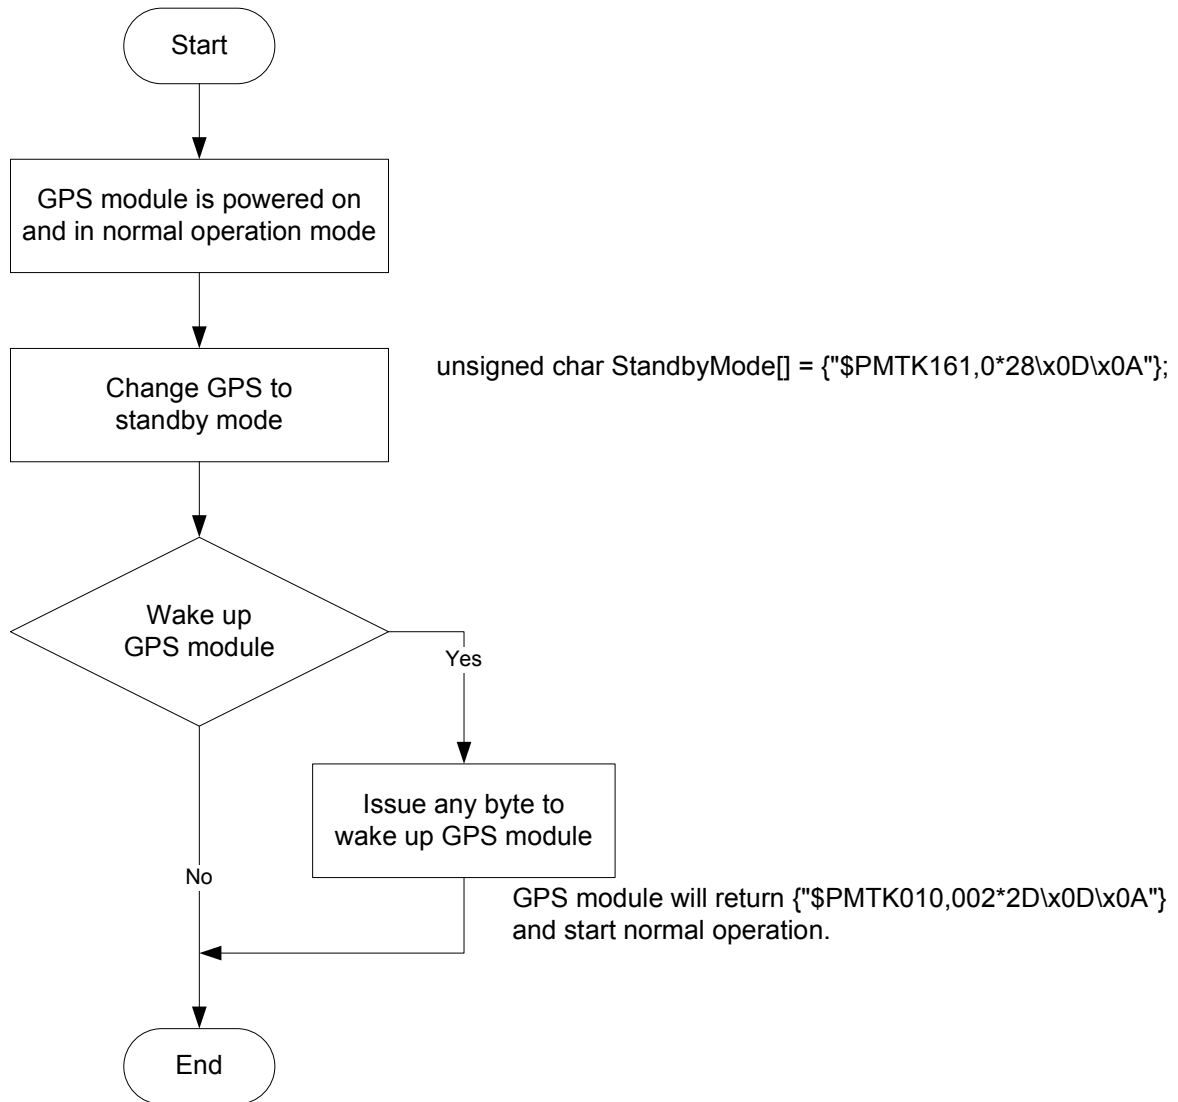 Start
GPS module is powered on
and in normal operation mode
Change GPS to
standby mode
unsigned char StandbyMode[] = {"$PMTK161,0*28\x0D\x0A"};
Wake up
GPS module
Yes
Issue any byte to
wake up GPS module
No
GPS module will return {"$PMTK010,002*2D\x0D\x0A"}
and start normal operation.
End